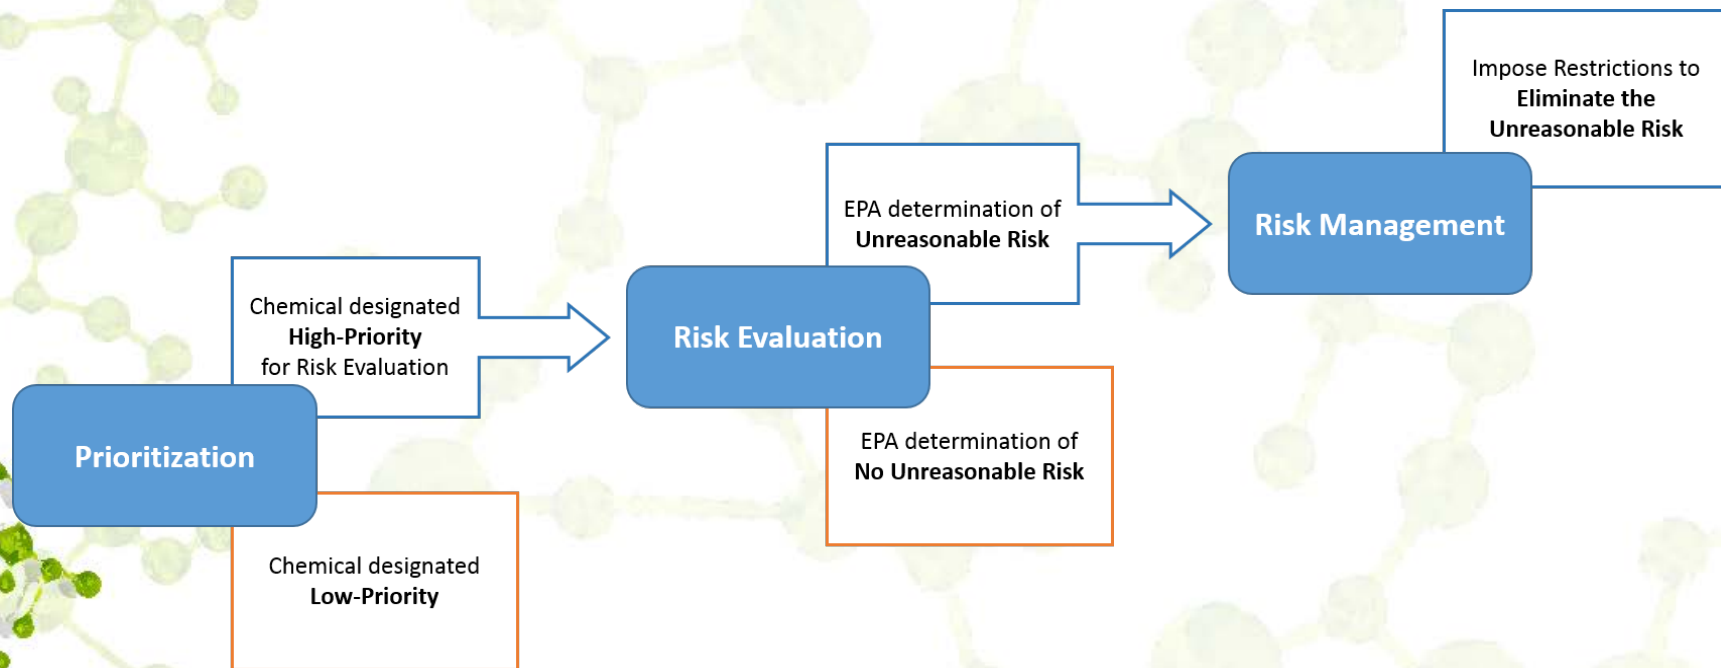 Prioritization
Chemical designated
High-Priority
for Risk Evaluation
Chemical designated
Low-Priority
Risk Evaluation
EPA determination of
Unreasonable Risk
EPA determination of
No Unreasonable Risk
Risk Management
Impose Restrictions to
Eliminate the
Unreasonable Risk